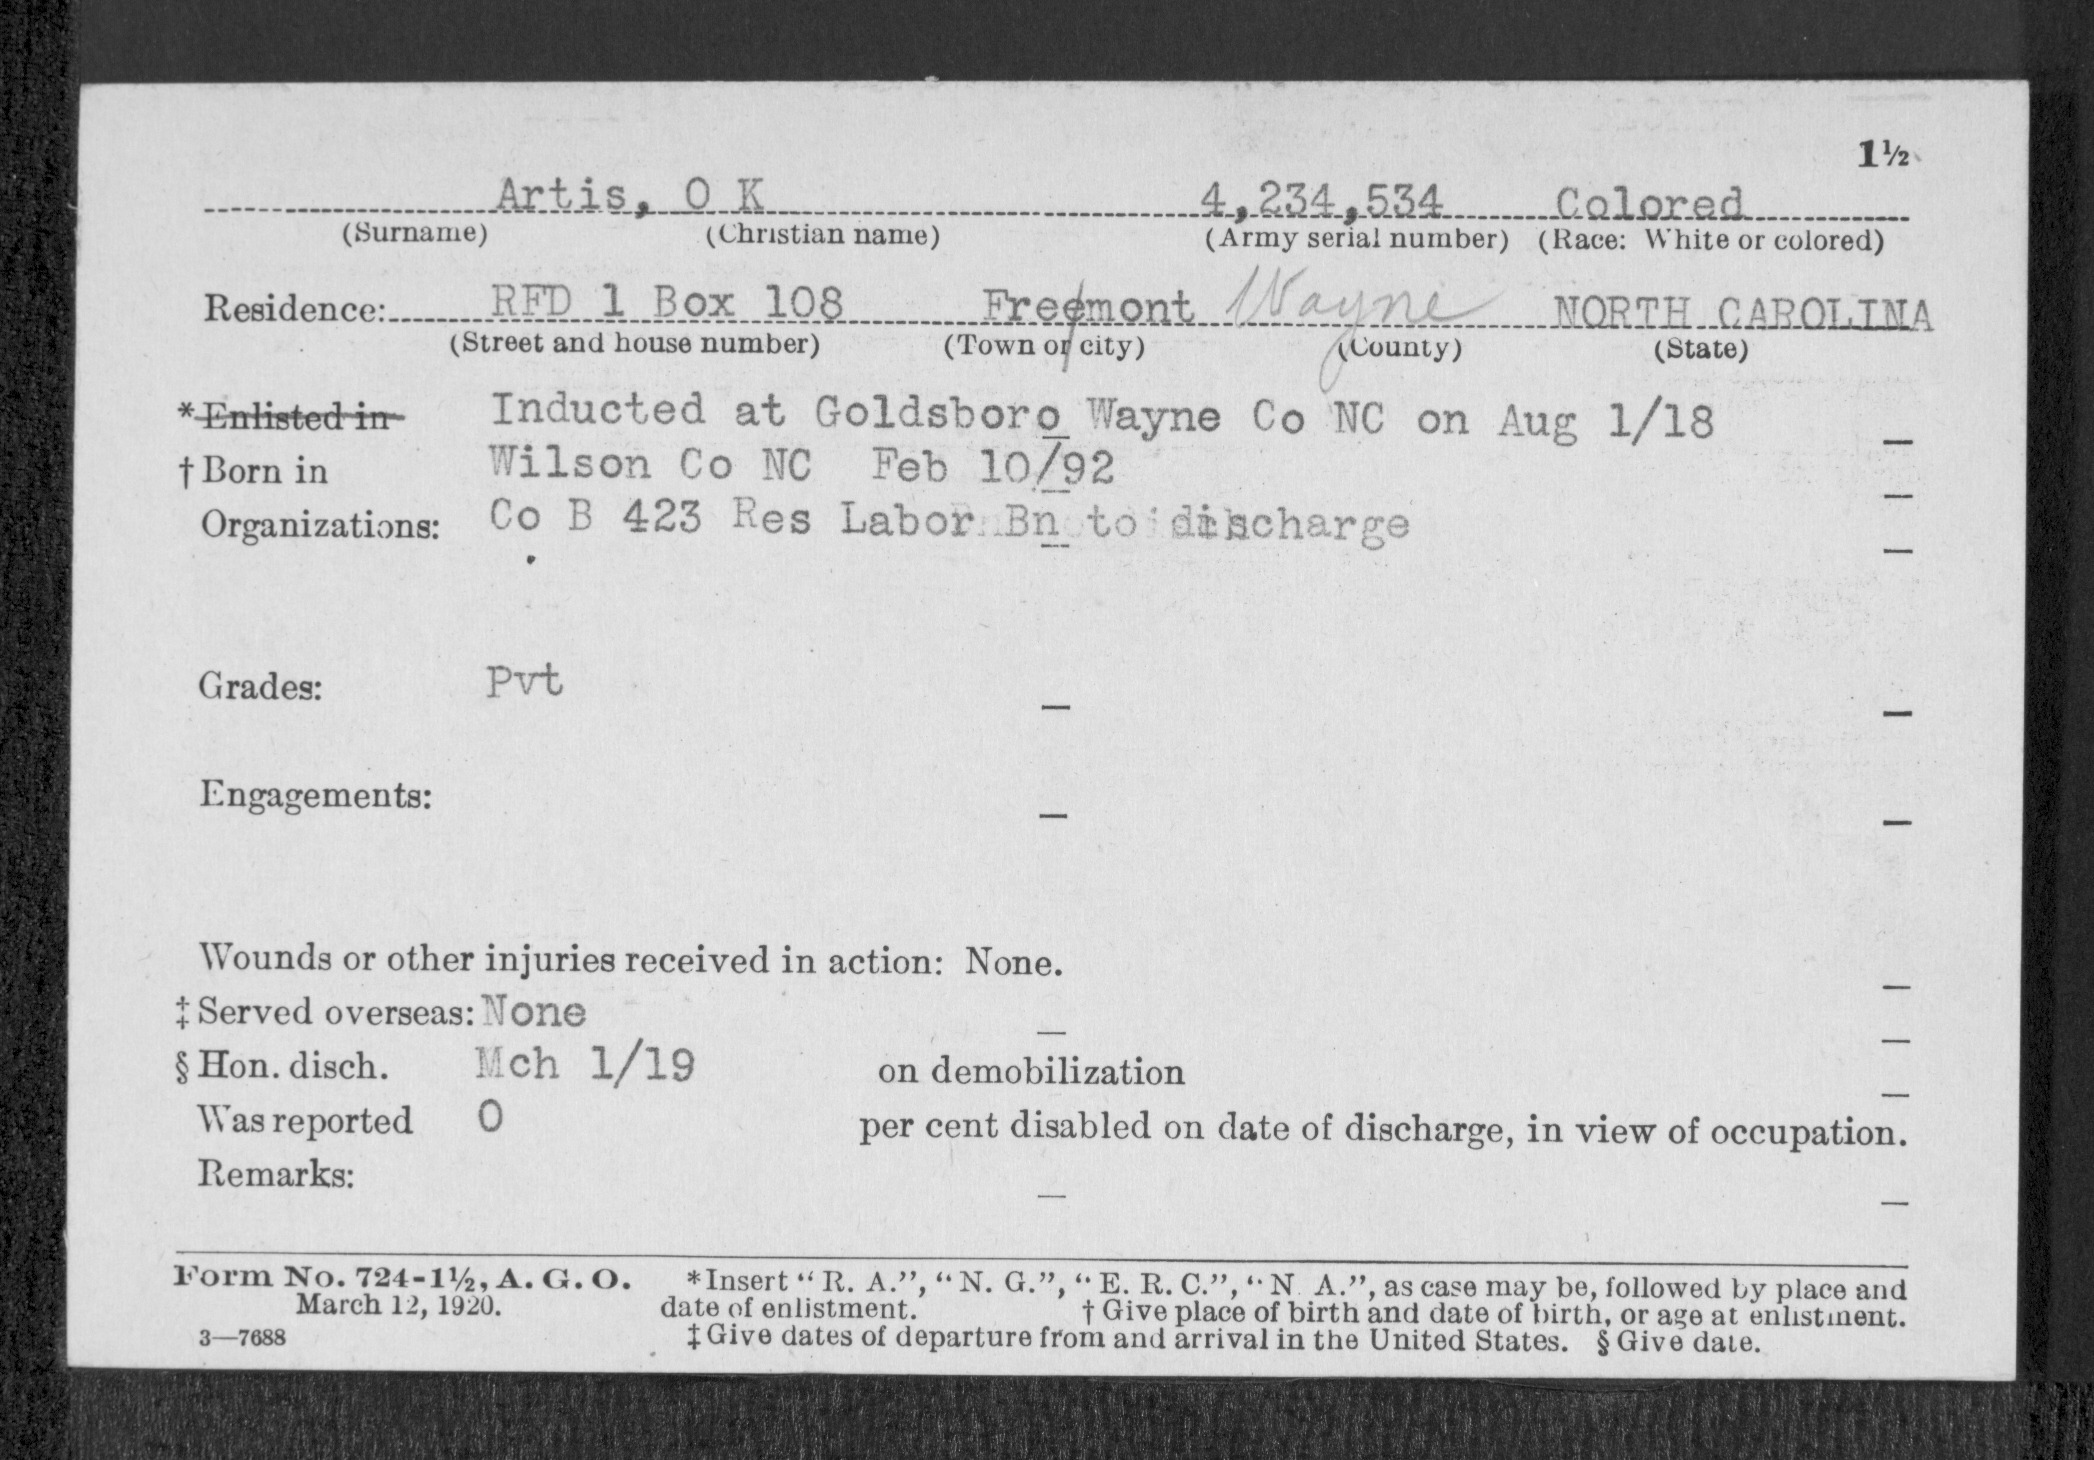 1½
Artis, O K 4,234,534 Colored
(Surname) (Christian name) (Army serial number) (Race: White or colored)
Residence: RFD 1 Box 108 Freemont Wayne NORTH CAROLINA
(Street and house number) (Town or city) (County) (State)
*Enlisted in Inducted at Goldsboro Wayne Co NC on Aug 1/18
†Born in Wilson Co NC Feb 10/92
Organizations: Co B 423 Res Labor Bn to discharge
Grades: Pvt
Engagements:
Wounds or other injuries received in action: None.
‡Served overseas: None
§Hon. disch. Mch 1/19 on demobilization
Was reported 0 per cent disabled on date of discharge, in view of occupation.
Remarks:
Form No. 724-1½, A. G. O. *Insert "R. A.", "N. G.", "E. R. C.", "N. A.", as case may be, followed by place and
March 12, 1920. date of enlistment. †Give place of birth and date of birth, or age at enlistment.
3—7688 ‡Give dates of departure from and arrival in the United States. §Give date.